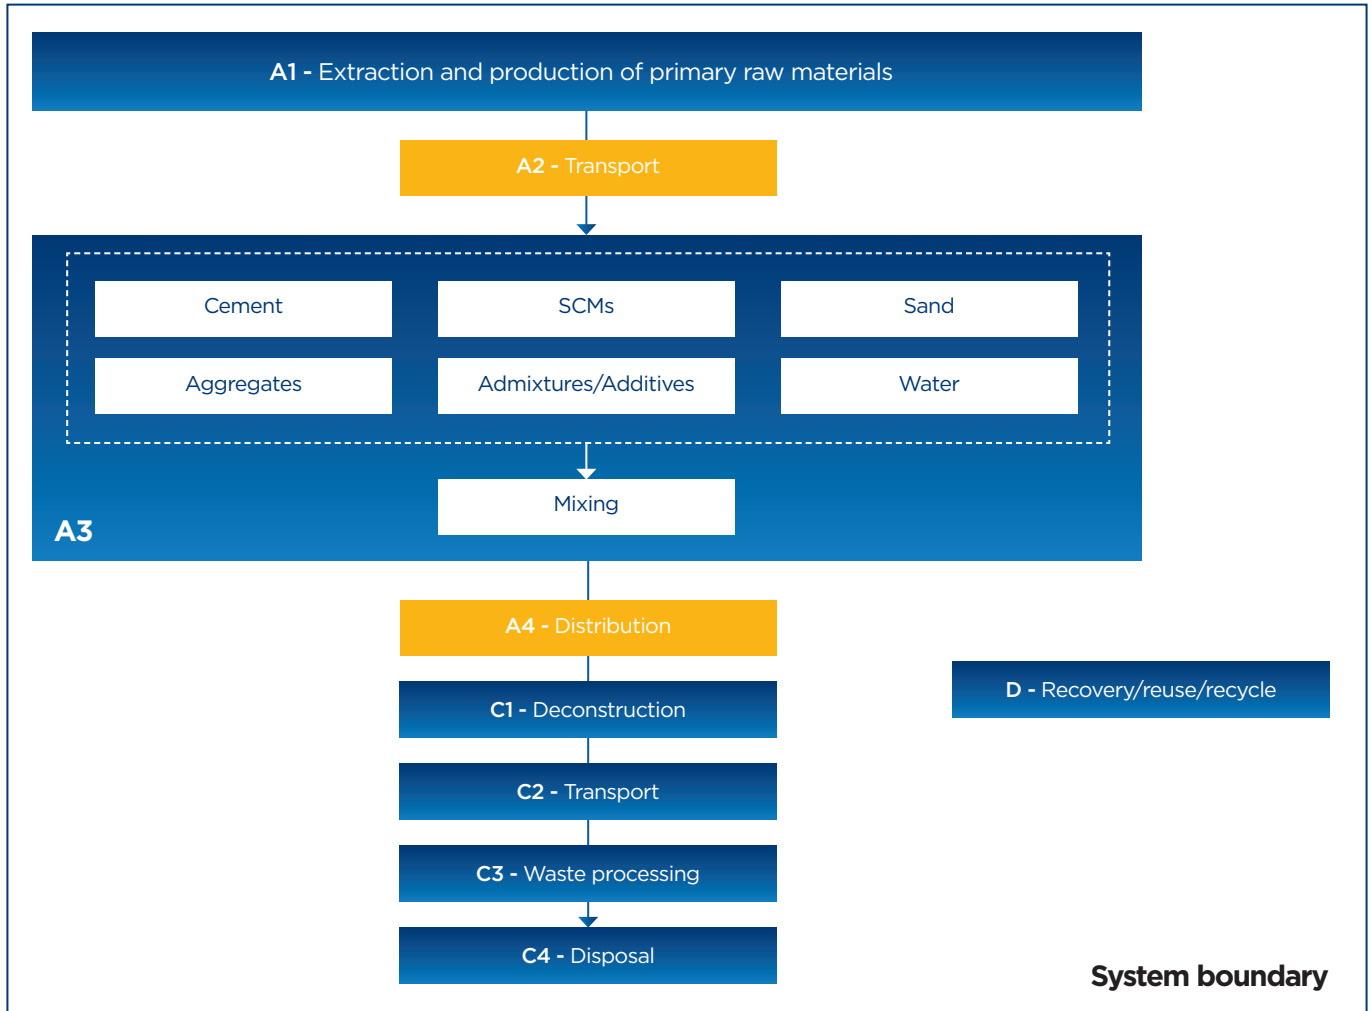 A1 - Extraction and production of primary raw materials
A2 - Transport
Cement
SCMs
Sand
Aggregates
Admixtures/Additives
Water
Mixing
A3
A4 - Distribution
C1 - Deconstruction
D - Recovery/reuse/recycle
C2 - Transport
C3 - Waste processing
C4 - Disposal
System boundary